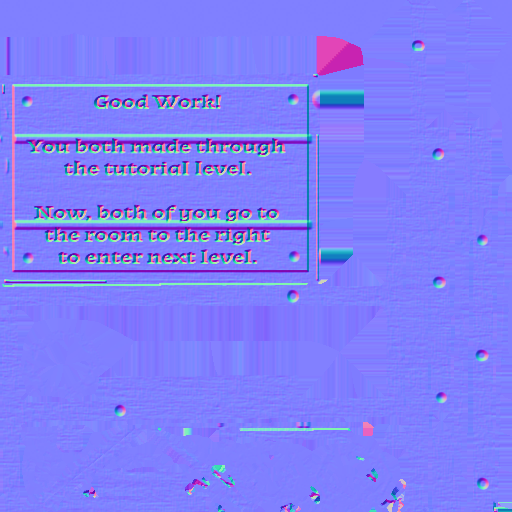 Good Work!
You both made through
the tutorial level.
Now, both of you go to
the room to the right
to enter next level.